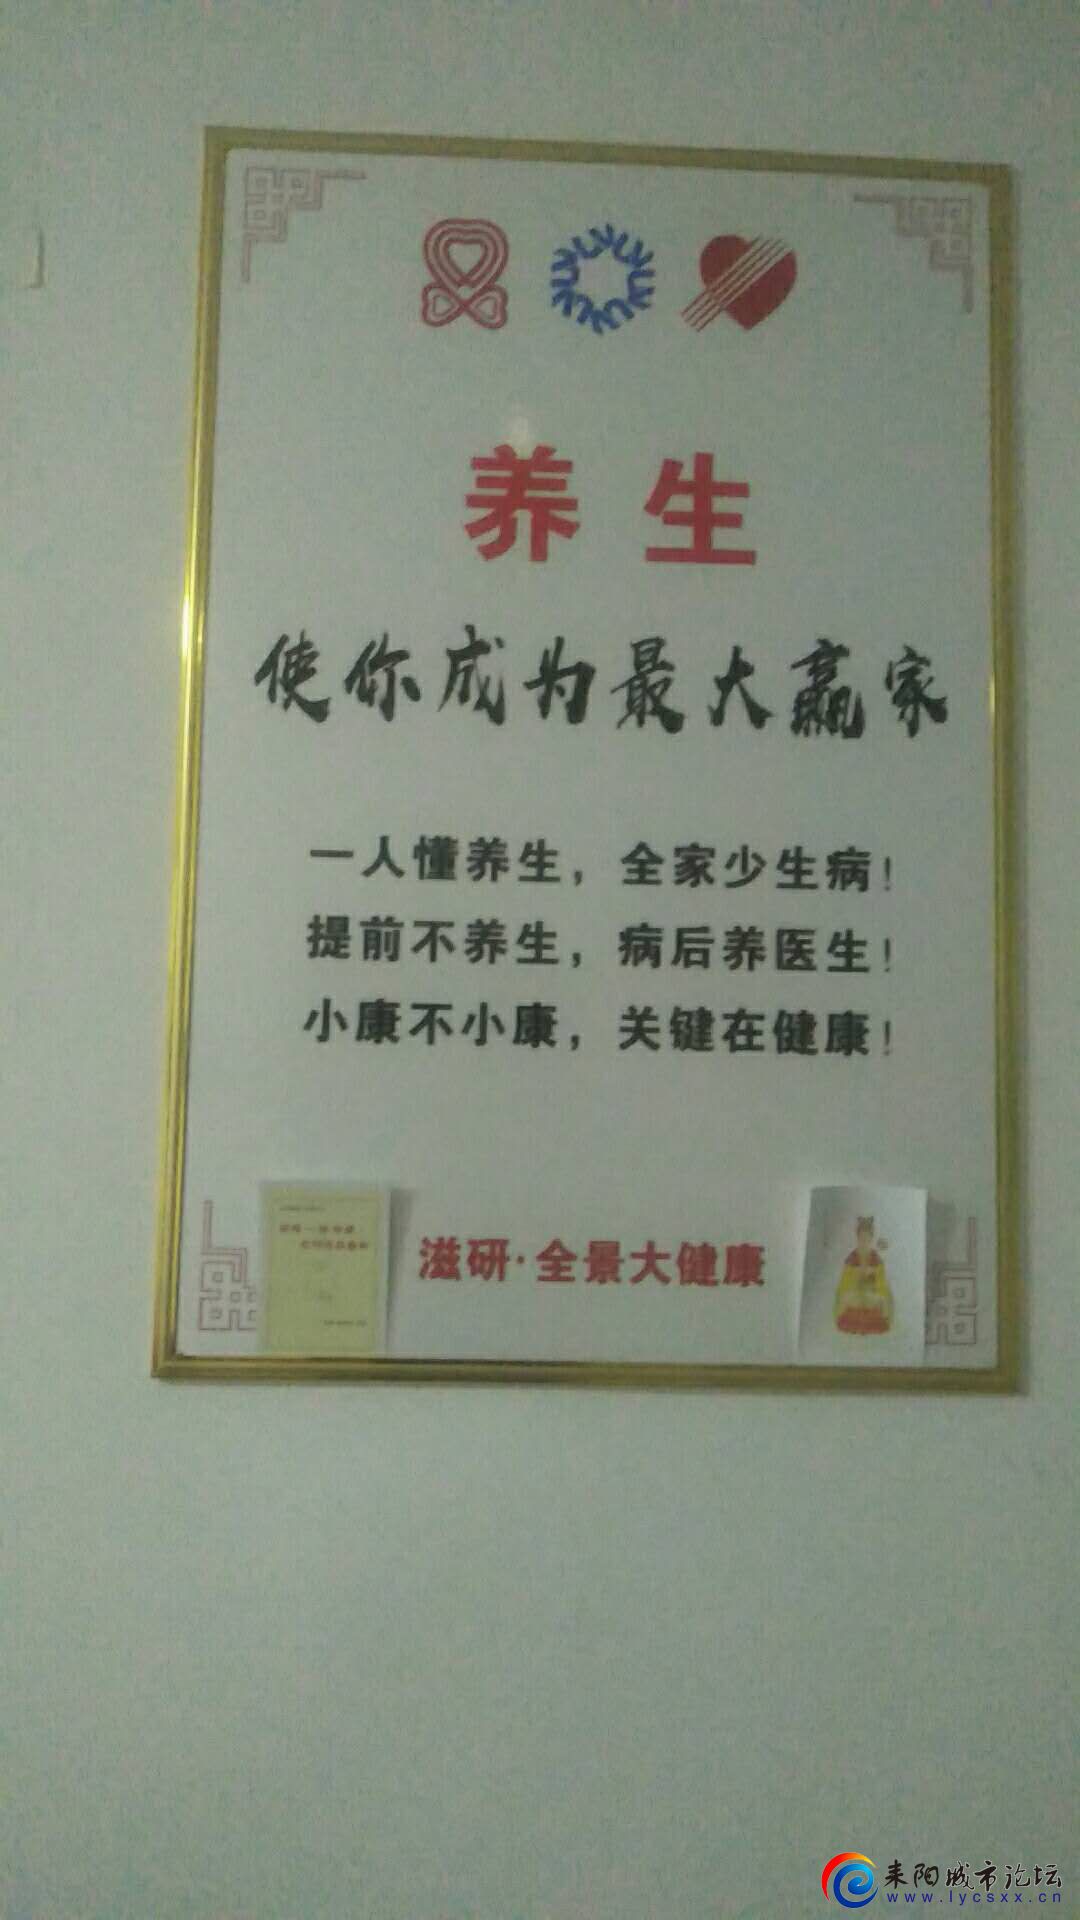 养生
使你成为最大赢家
一人懂养生，全家少生病！
提前不养生，病后养医生！
小康不小康，关键在健康！
滋研·全景大健康
耒阳城市论坛
www.lycsxx.cn